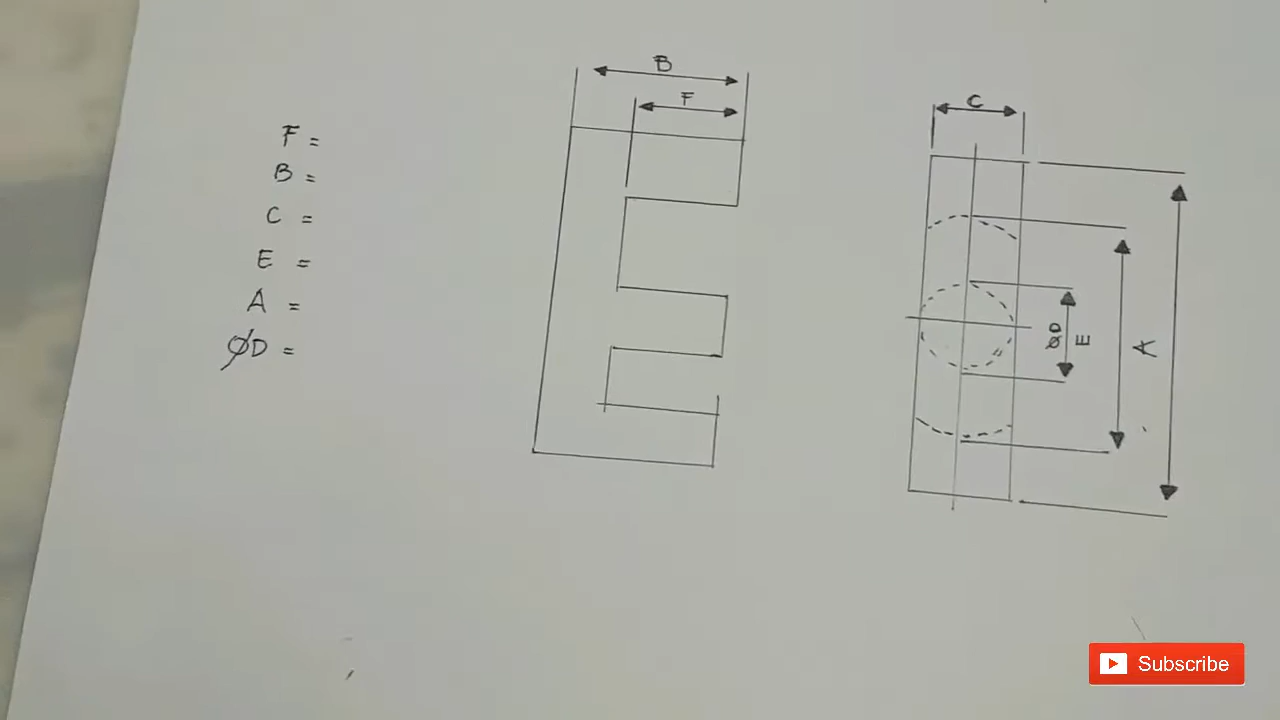 F =
B =
C =
E =
A =
ØD =
B
F
C
ØD
E
A
Subscribe